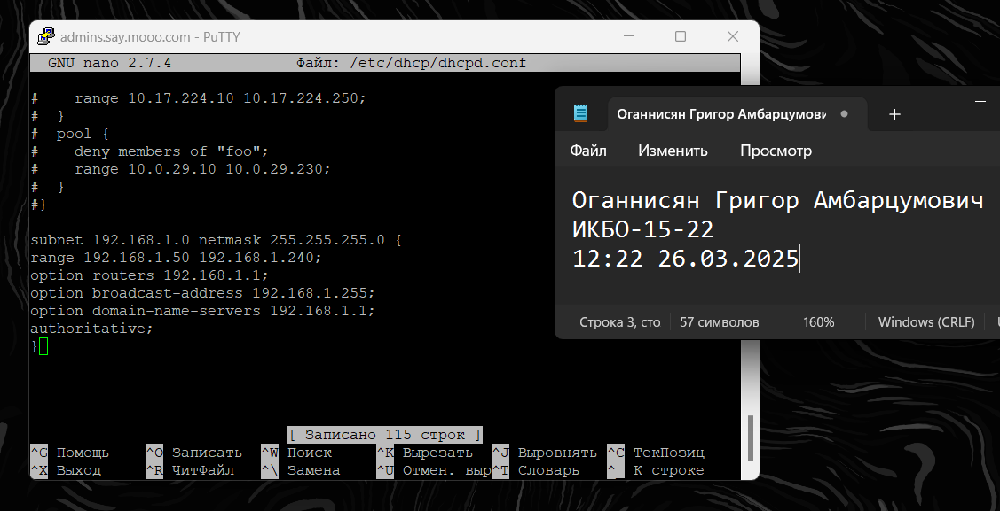 admins.say.mooo.com - PuTTY
GNU nano 2.7.4 Файл: /etc/dhcp/dhcpd.conf
#    range 10.17.224.10 10.17.224.250;
#  }
#  pool {
#    deny members of "foo";
#    range 10.0.29.10 10.0.29.230;
#  }
#}
subnet 192.168.1.0 netmask 255.255.255.0 {
range 192.168.1.50 192.168.1.240;
option routers 192.168.1.1;
option broadcast-address 192.168.1.255;
option domain-name-servers 192.168.1.1;
authoritative;
}
[ Записано 115 строк ]
^G Помощь ^O Записать ^W Поиск ^K Вырезать ^J Выровнять ^C ТекПозиц
^X Выход ^R ЧитФайл ^\ Замена ^U Отмен. выр ^T Словарь ^_ К строке
Оганнисян Григор Амбарцумови
Файл Изменить Просмотр
Оганнисян Григор Амбарцумович
ИКБО-15-22
12:22 26.03.2025
Строка 3, сто 57 символов 160% Windows (CRLF)